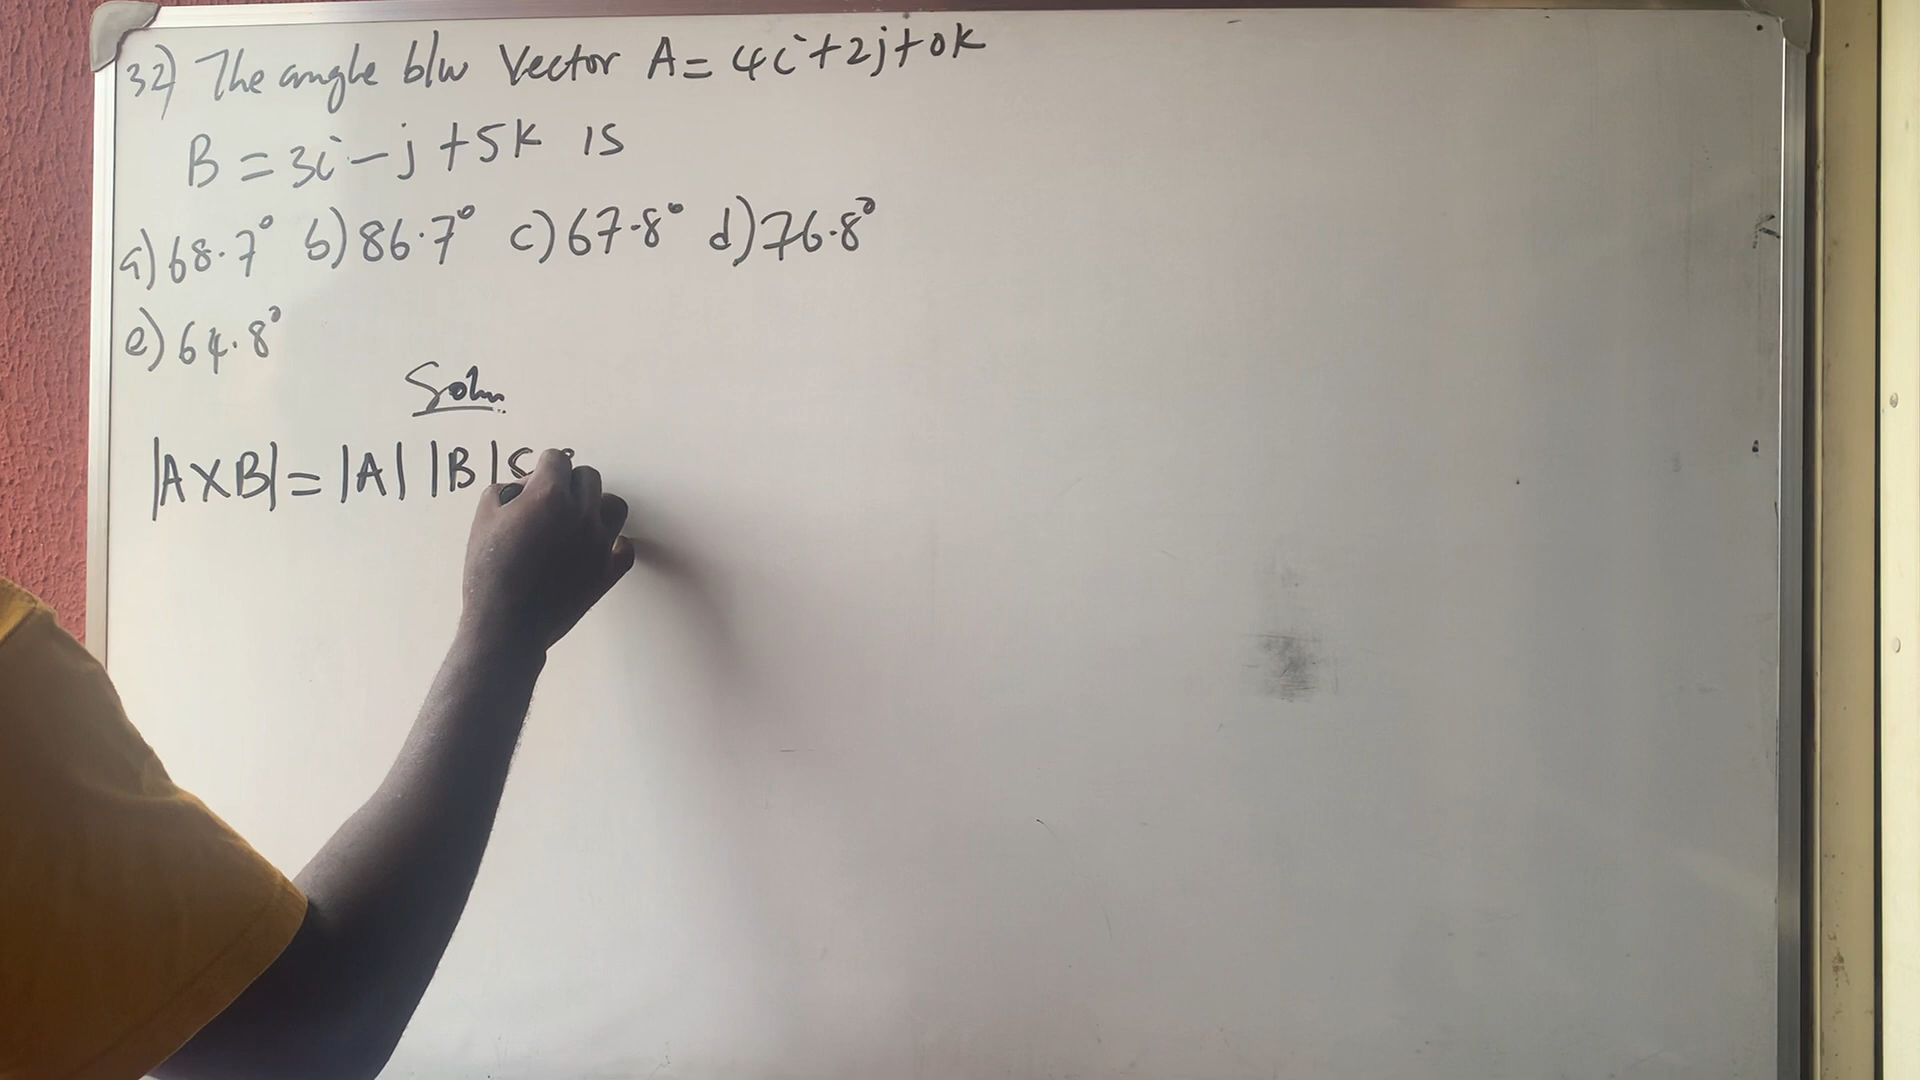 32) The angle b/w Vector A = 4i + 2j + 0k
B = 3i - j + 5k is
a) 68.7° b) 86.7° c) 67.8° d) 76.8°
e) 64.8°
Soln
|A X B| = |A| |B|